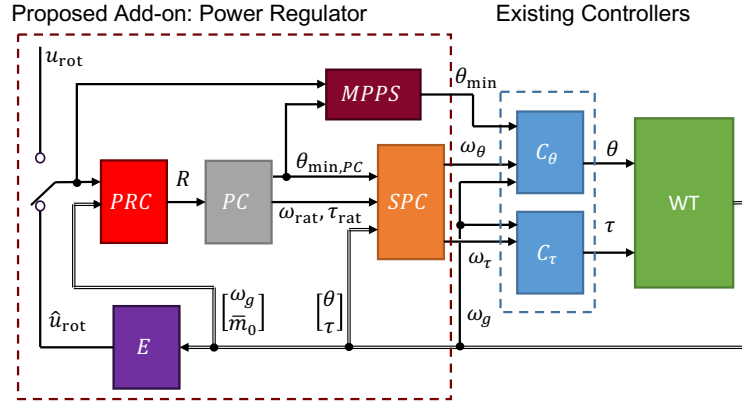 Proposed Add-on: Power Regulator
Existing Controllers
u_rot
MPPS
θ_min
PRC
R
PC
θ_min,PC
ω_rat, τ_rat
SPC
ω_θ
C_θ
θ
WT
ω_τ
C_τ
τ
û_rot
E
[ω_g
m̅_0]
[θ
τ]
ω_g